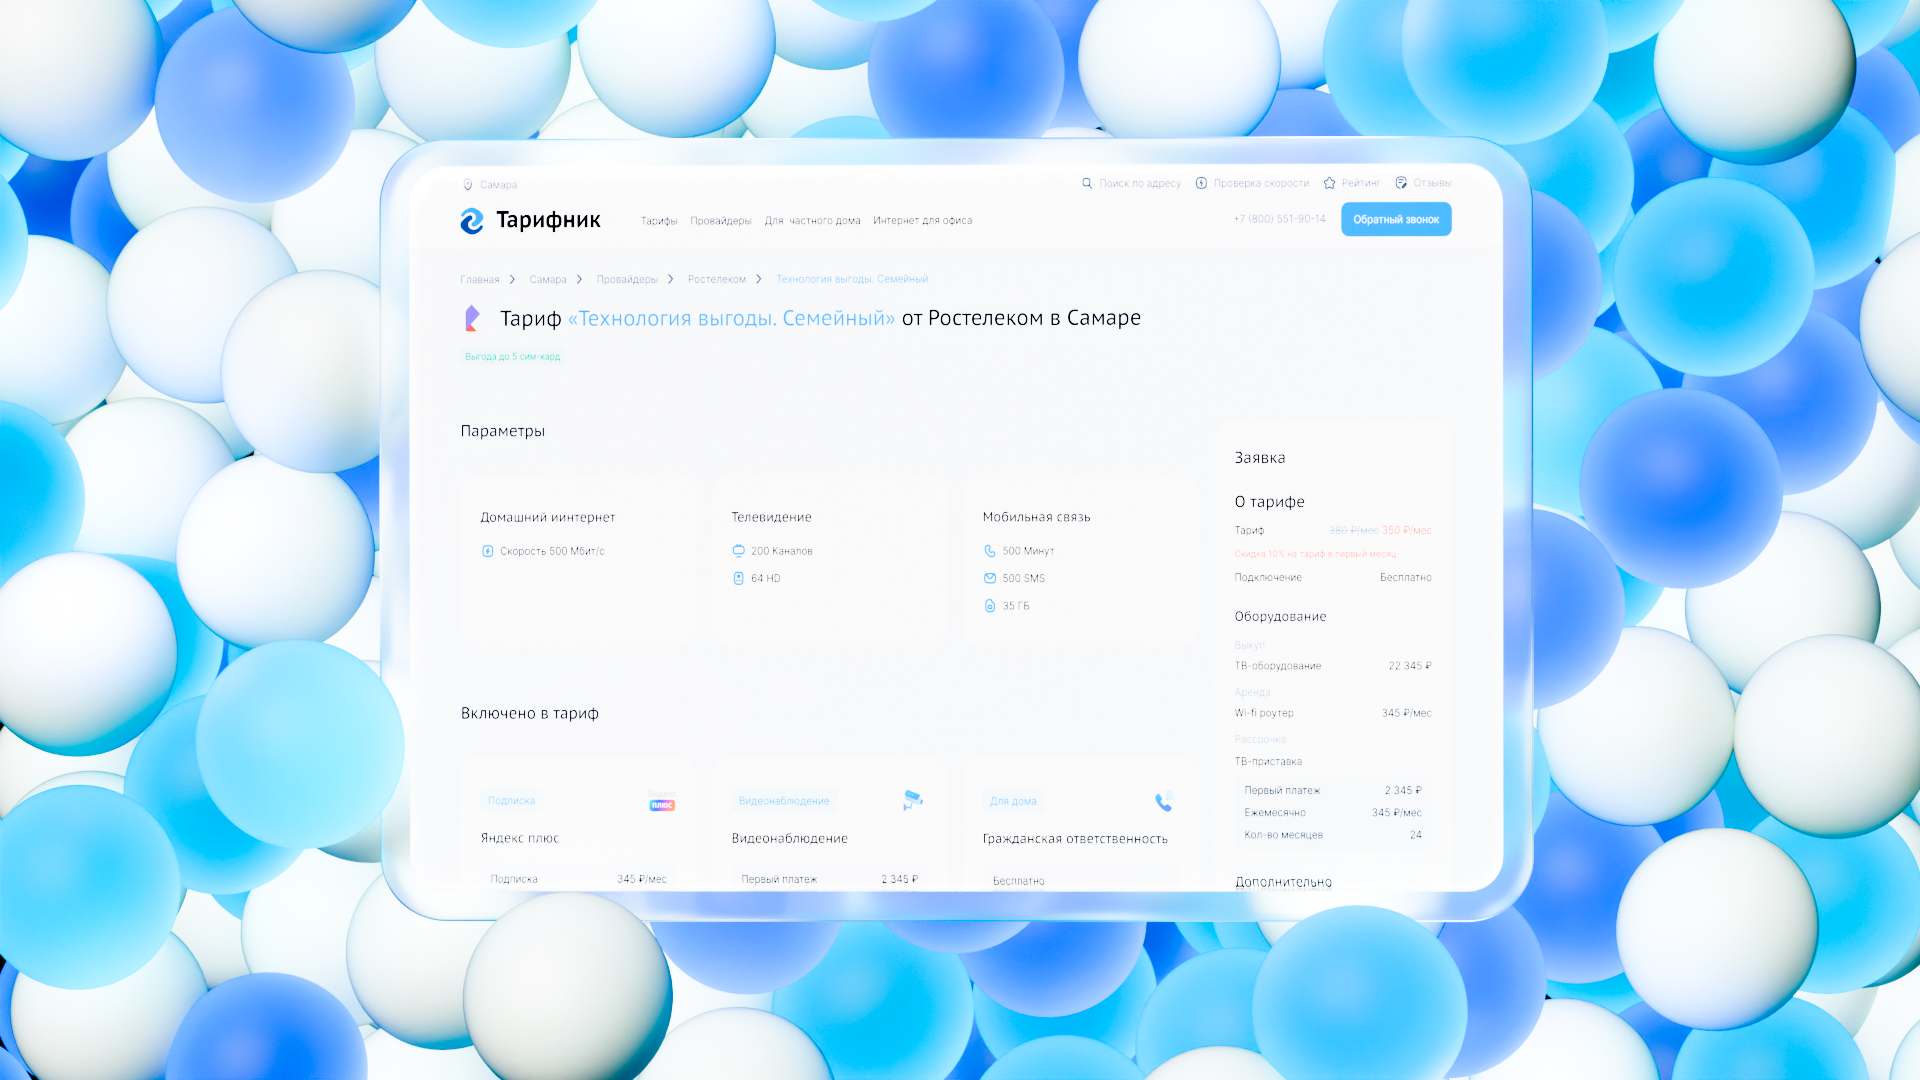 Самара
Поиск по адресу Проверка скорости Рейтинг Отзывы
Тарифник Тарифы Провайдеры Для частного дома Интернет для офиса +7 (800) 551-90-14 Обратный звонок
Главная Самара Провайдеры Ростелеком Технология выгоды. Семейный
Тариф «Технология выгоды. Семейный» от Ростелеком в Самаре
Выгода до 5 сим-кард
Параметры
Домашний иинтернет
Скорость 500 Мбит/с
Телевидение
200 Каналов
64 HD
Мобильная связь
500 Минут
500 SMS
35 ГБ
Включено в тариф
Подписка
Яндекс плюс
Яндекс плюс
Подписка 345 ₽/мес
Видеонаблюдение
Видеонаблюдение
Первый платеж 2 345 ₽
Для дома
Гражданская ответственность
Бесплатно
Заявка
О тарифе
Тариф 380 ₽/мес 350 ₽/мес
Скидка 10% на тариф в первый месяц
Подключение Бесплатно
Оборудование
Выкуп
ТВ-оборудование 22 345 ₽
Аренда
Wi-fi роутер 345 ₽/мес
Рассрочка
ТВ-приставка
Первый платеж 2 345 ₽
Ежемесячно 345 ₽/мес
Кол-во месяцев 24
Дополнительно